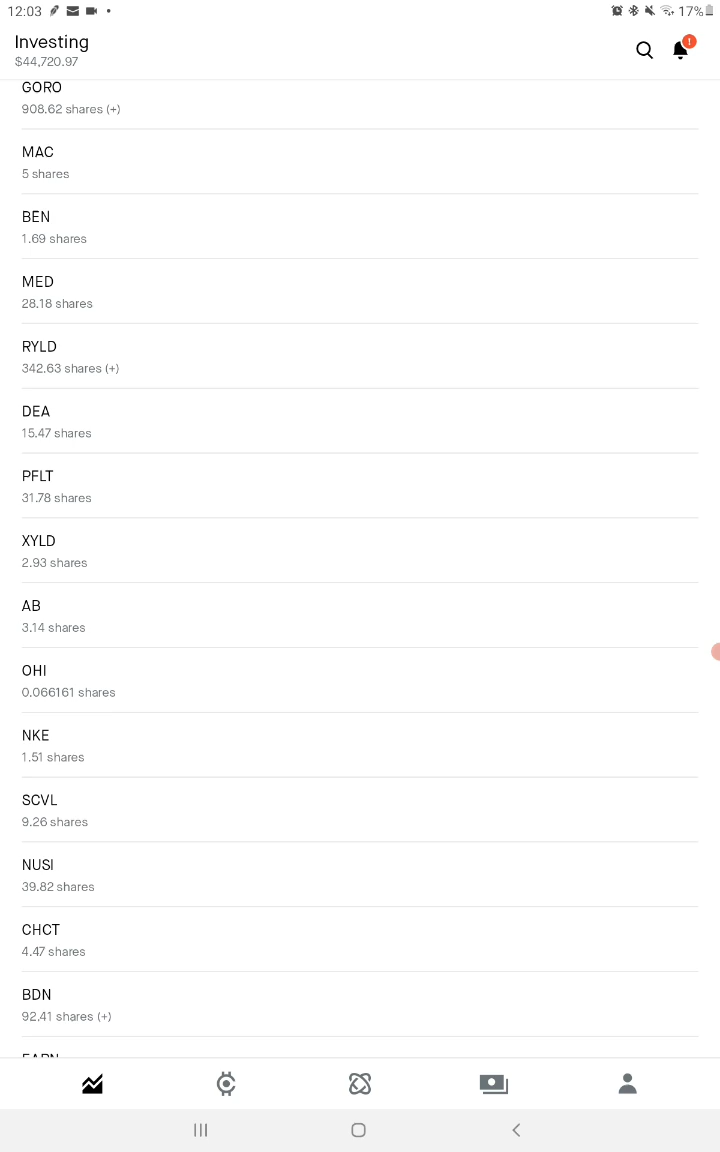 12:03
17%
Investing
$44,720.97
GORO
908.62 shares (+)
MAC
5 shares
BEN
1.69 shares
MED
28.18 shares
RYLD
342.63 shares (+)
DEA
15.47 shares
PFLT
31.78 shares
XYLD
2.93 shares
AB
3.14 shares
OHI
0.066161 shares
NKE
1.51 shares
SCVL
9.26 shares
NUSI
39.82 shares
CHCT
4.47 shares
BDN
92.41 shares (+)